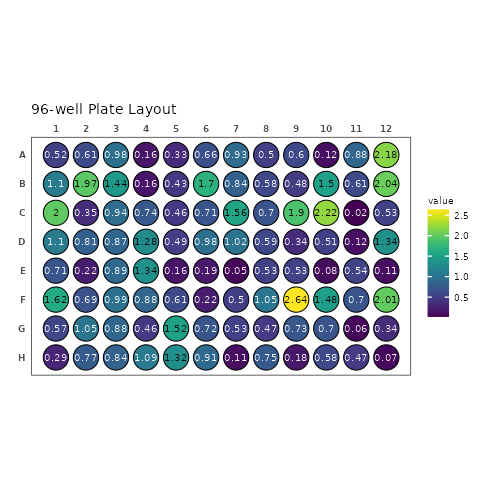 96-well Plate Layout
1 2 3 4 5 6 7 8 9 10 11 12
A 0.52 0.61 0.98 0.16 0.33 0.66 0.93 0.5 0.6 0.12 0.88 2.18
B 1.1 1.97 1.44 0.16 0.43 1.7 0.84 0.58 0.48 1.5 0.61 2.04
value
C 2 0.35 0.94 0.74 0.46 0.71 1.56 0.7 1.9 2.22 0.02 0.53
2.5
D 1.1 0.81 0.87 1.28 0.49 0.98 1.02 0.59 0.34 0.51 0.12 1.34
2.0
1.5
E 0.71 0.22 0.89 1.34 0.16 0.19 0.05 0.53 0.53 0.08 0.54 0.11
1.0
F 1.62 0.69 0.99 0.88 0.61 0.22 0.5 1.05 2.64 1.48 0.7 2.01
0.5
G 0.57 1.05 0.88 0.46 1.52 0.72 0.53 0.47 0.73 0.7 0.06 0.34
H 0.29 0.77 0.84 1.09 1.32 0.91 0.11 0.75 0.18 0.58 0.47 0.07